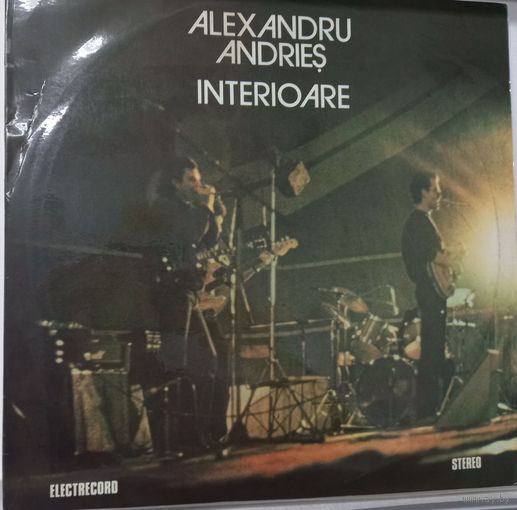 ALEXANDRU
ANDRIEȘ
INTERIOARE
ELECTRECORD
STEREO